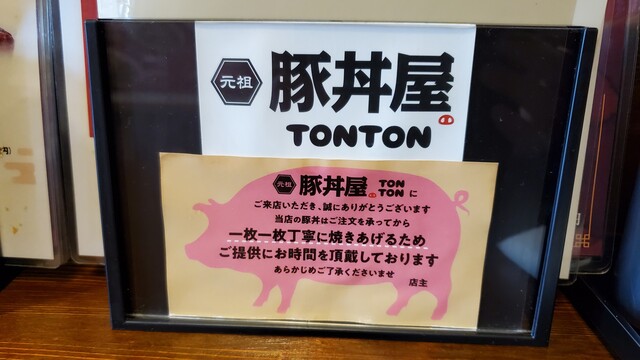 元祖 豚丼屋
TONTON
元祖 豚丼屋 TON TON に
ご来店いただき、誠にありがとうございます
当店の豚丼はご注文を承ってから
一枚一枚丁寧に焼きあげるため
ご提供にお時間を頂戴しております
あらかじめご了承くださいませ
店主